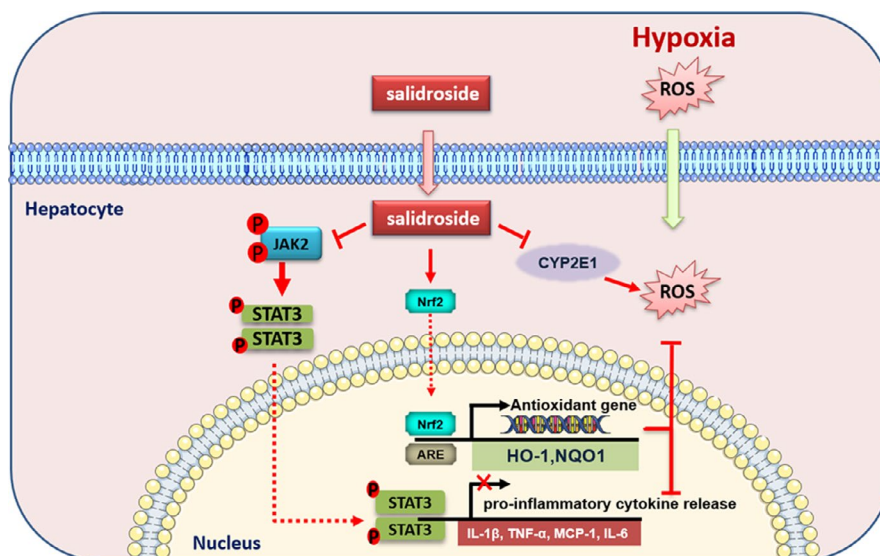 Hypoxia
salidroside
ROS
Hepatocyte
salidroside
P
P
JAK2
CYP2E1
P
STAT3
P
STAT3
Nrf2
ROS
Antioxidant gene
Nrf2
ARE
HO-1,NQO1
P
STAT3
P
STAT3
pro-inflammatory cytokine release
IL-1β, TNF-α, MCP-1, IL-6
Nucleus